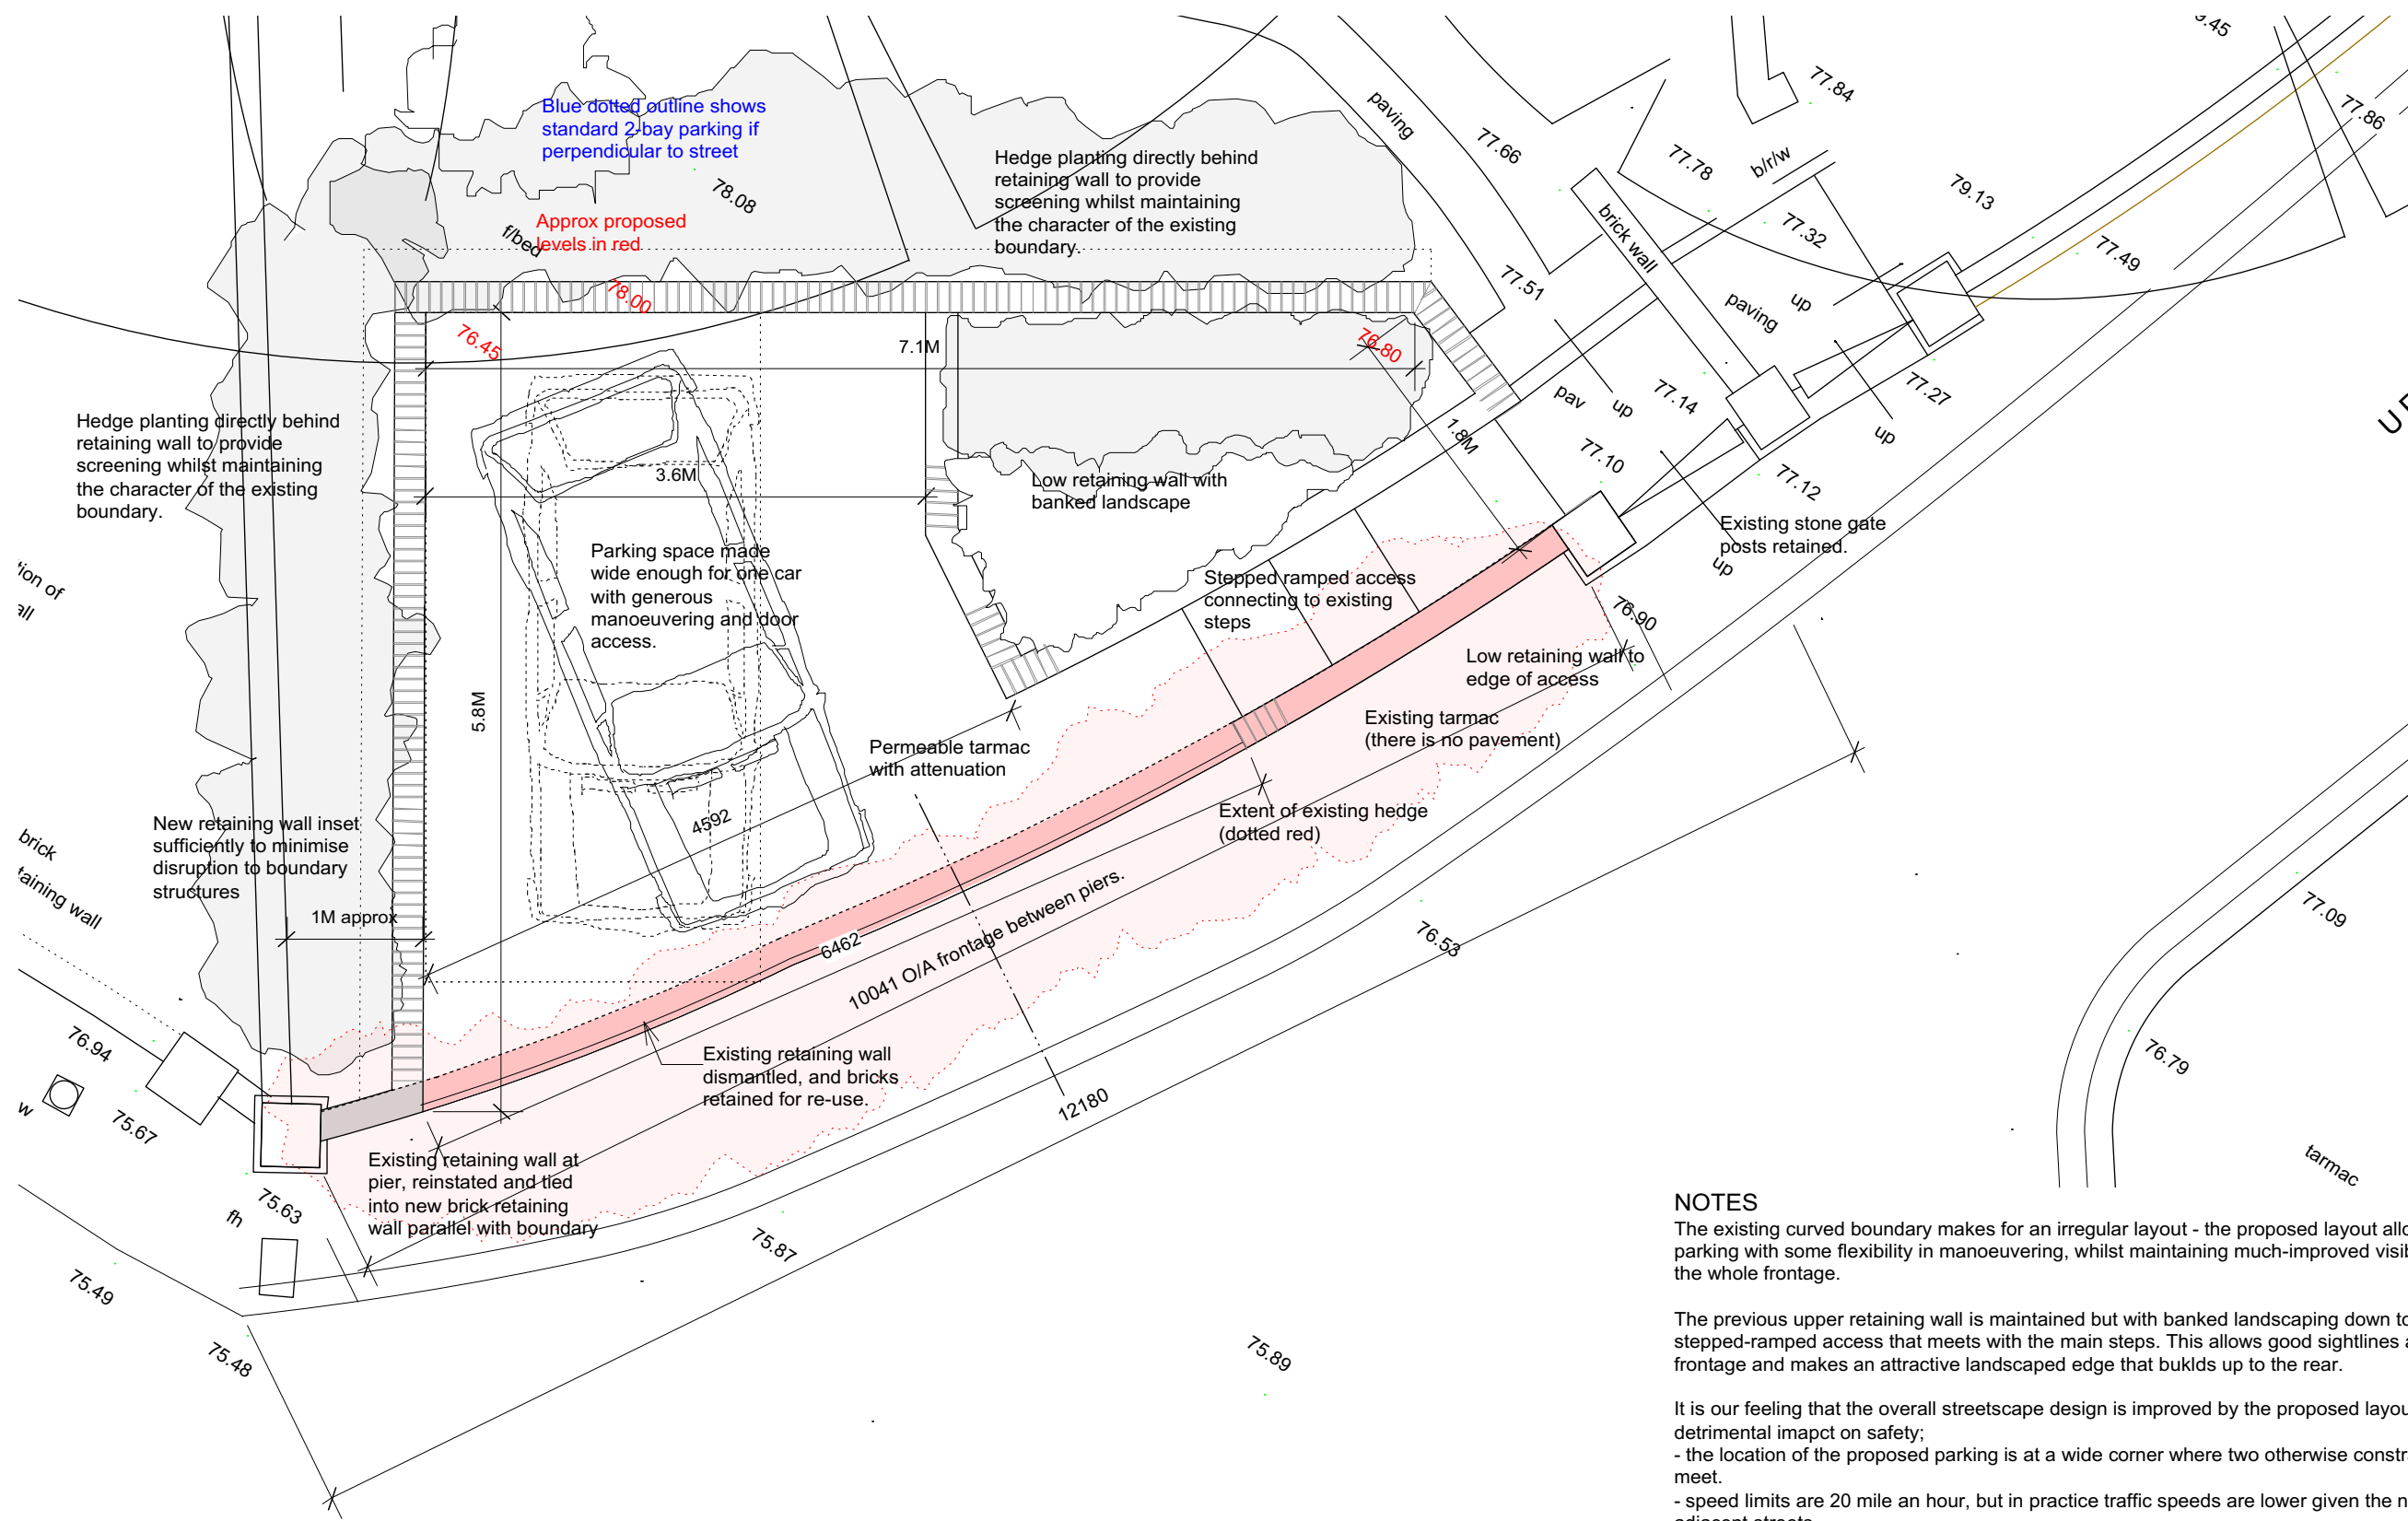 9.45
77.84
77.86
paving
77.66
77.78
b/r/w
79.13
Blue dotted outline shows
standard 2-bay parking if
perpendicular to street
78.08
Hedge planting directly behind
retaining wall to provide
screening whilst maintaining
the character of the existing
boundary.
Approx proposed
levels in red
f/bed
brick wall
77.32
77.49
77.51
78.00
76.45
7.1M
76.80
paving
up
pav
up
77.14
77.27
up
1.8M
77.10
77.12
Hedge planting directly behind
retaining wall to provide
screening whilst maintaining
the character of the existing
boundary.
3.6M
Low retaining wall with
banked landscape
Existing stone gate
posts retained.
up
Parking space made
wide enough for one car
with generous
manoeuvering and door
access.
Stepped ramped access
connecting to existing
steps
76.90
tion of
all
Low retaining wall to
edge of access
5.8M
Existing tarmac
(there is no pavement)
Permeable tarmac
with attenuation
Extent of existing hedge
(dotted red)
4592
New retaining wall inset
sufficiently to minimise
disruption to boundary
structures
brick
taining wall
1M approx
6462
10041 O/A frontage between piers.
76.53
77.09
76.79
76.94
w
75.67
Existing retaining wall
dismantled, and bricks
retained for re-use.
12180
Existing retaining wall at
pier, reinstated and tied
into new brick retaining
wall parallel with boundary
75.63
fh
75.87
tarmac
75.49
75.48
75.89
NOTES
The existing curved boundary makes for an irregular layout - the proposed layout allo
parking with some flexibility in manoeuvering, whilst maintaining much-improved visib
the whole frontage.
The previous upper retaining wall is maintained but with banked landscaping down to
stepped-ramped access that meets with the main steps. This allows good sightlines a
frontage and makes an attractive landscaped edge that buklds up to the rear.
It is our feeling that the overall streetscape design is improved by the proposed layou
detrimental imapct on safety;
- the location of the proposed parking is at a wide corner where two otherwise constr
meet.
- speed limits are 20 mile an hour, but in practice traffic speeds are lower given the n
adjacent streets